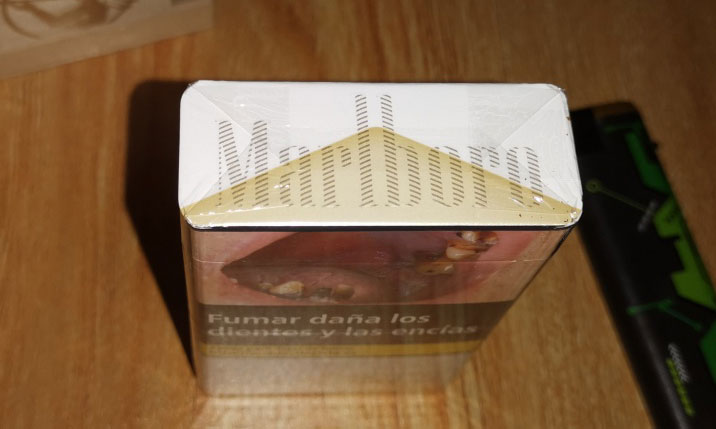 Marlboro
Fumar daña los
dientes y las encías